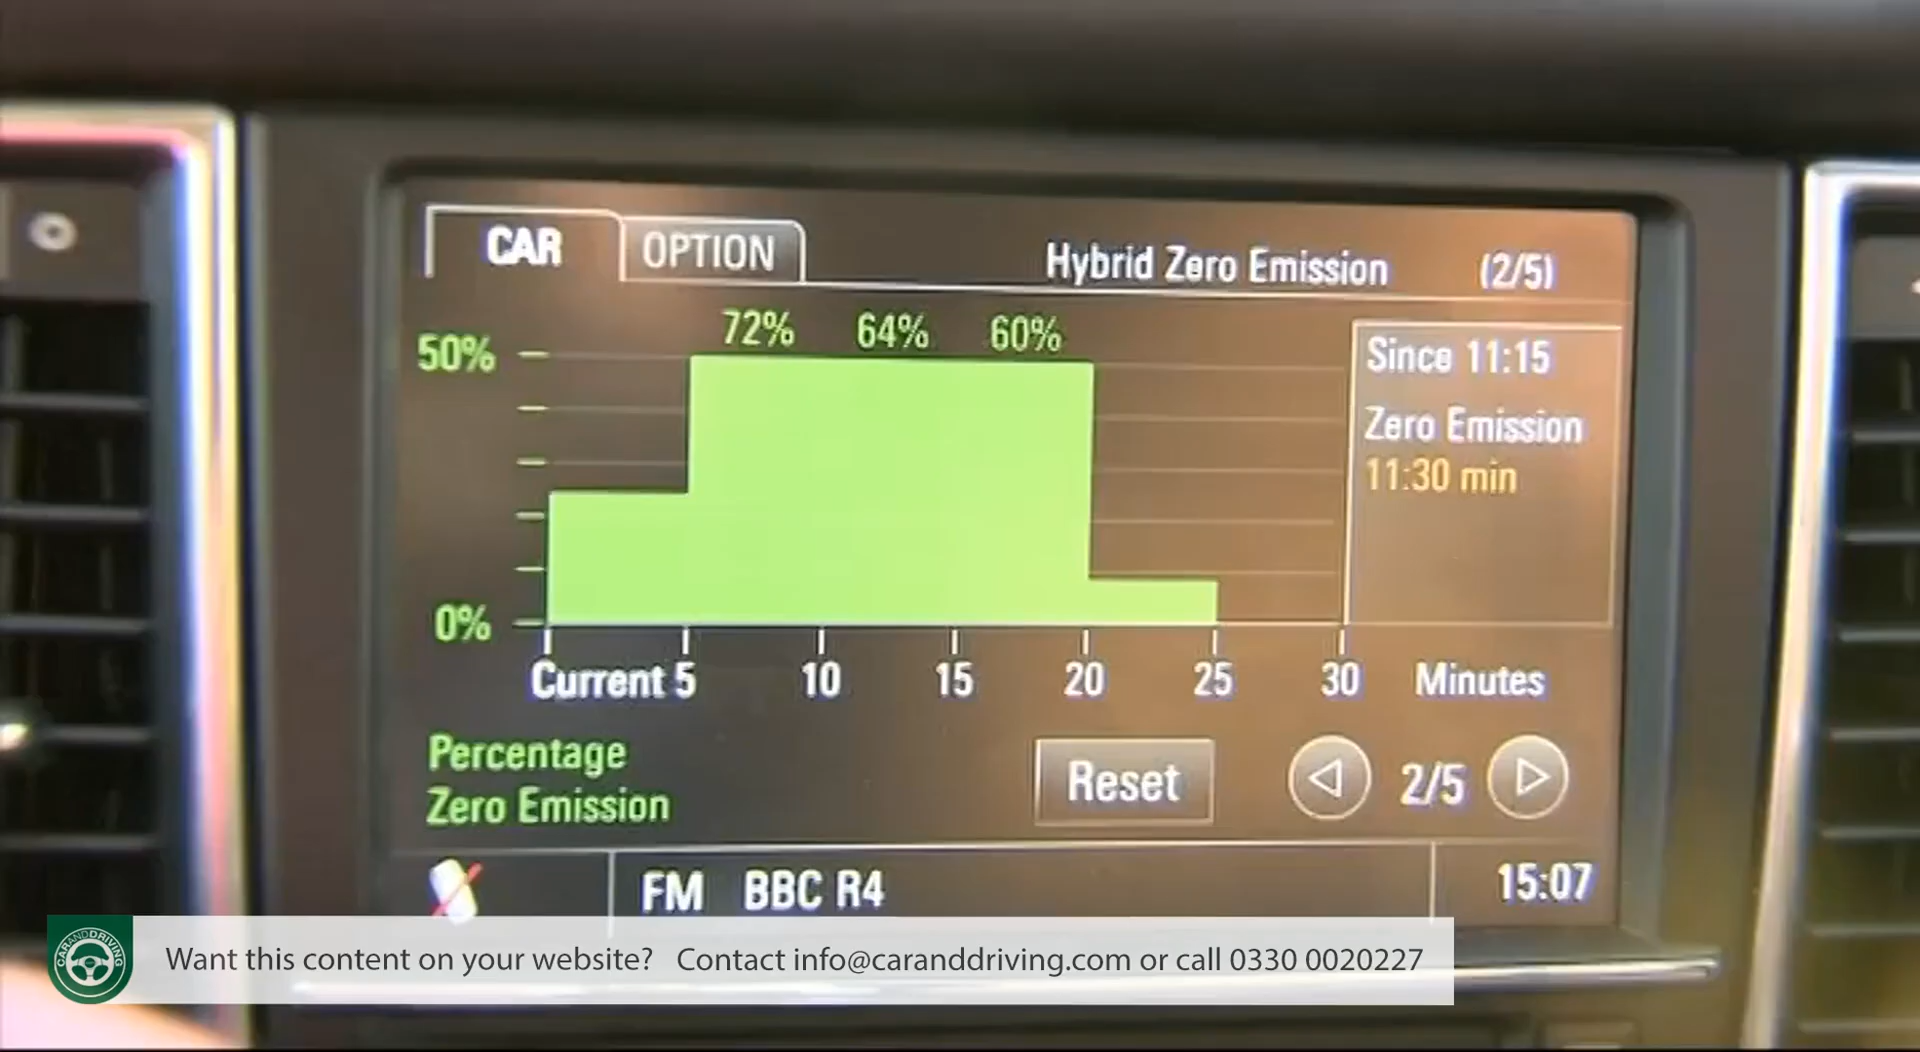 CAR OPTION Hybrid Zero Emission (2/5)
72% 64% 60%
50%
Since 11:15
Zero Emission
11:30 min
0%
Current 5 10 15 20 25 30 Minutes
Percentage
Zero Emission
Reset 2/5
FM BBC R4 15:07
CARANDDRIVING
Want this content on your website? Contact info@caranddriving.com or call 0330 0020227